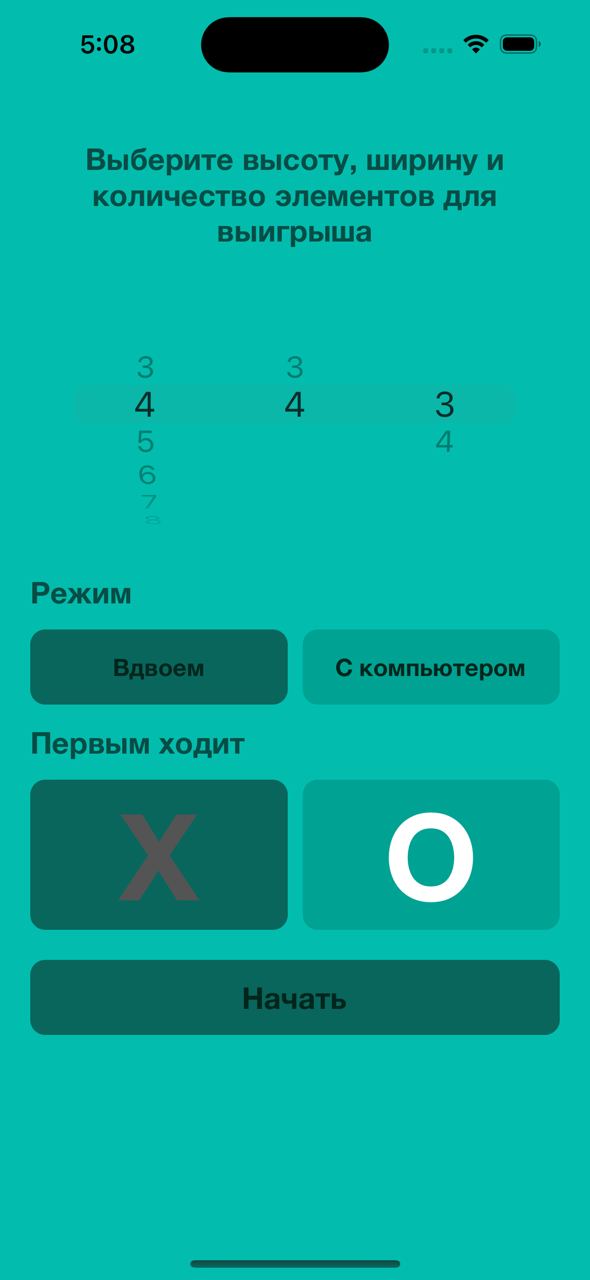 5:08
Выберите высоту, ширину и
количество элементов для
выигрыша
3 3
4 4 3
5 4
6
7
8
Режим
Вдвоем С компьютером
Первым ходит
X O
Начать